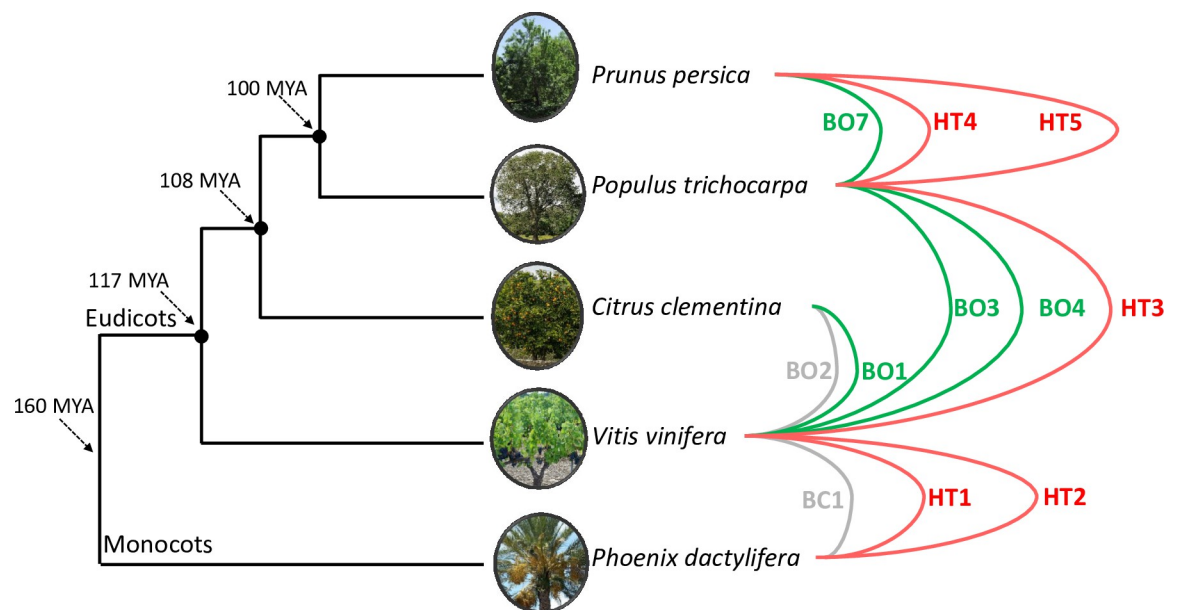 Prunus persica
100 MYA
BO7
HT4
HT5
Populus trichocarpa
108 MYA
117 MYA
Eudicots
Citrus clementina
BO3
BO4
HT3
BO2
BO1
160 MYA
Vitis vinifera
BC1
HT1
HT2
Monocots
Phoenix dactylifera